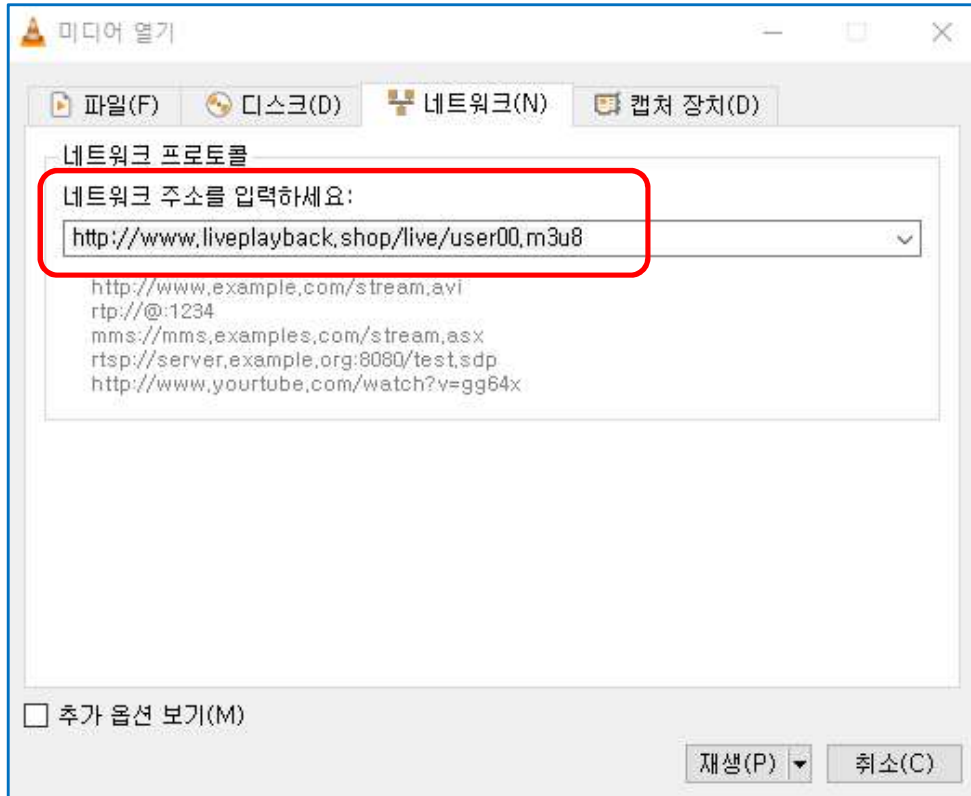 미디어 열기
파일(F) 디스크(D) 네트워크(N) 캡처 장치(D)
네트워크 프로토콜
네트워크 주소를 입력하세요:
http://www.liveplayback.shop/live/user00.m3u8
http://www.example.com/stream.avi
rtp://@:1234
mms://mms.examples.com/stream.asx
rtsp://server.example.org:8080/test.sdp
http://www.yourtube.com/watch?v=gg64x
추가 옵션 보기(M)
재생(P) 취소(C)